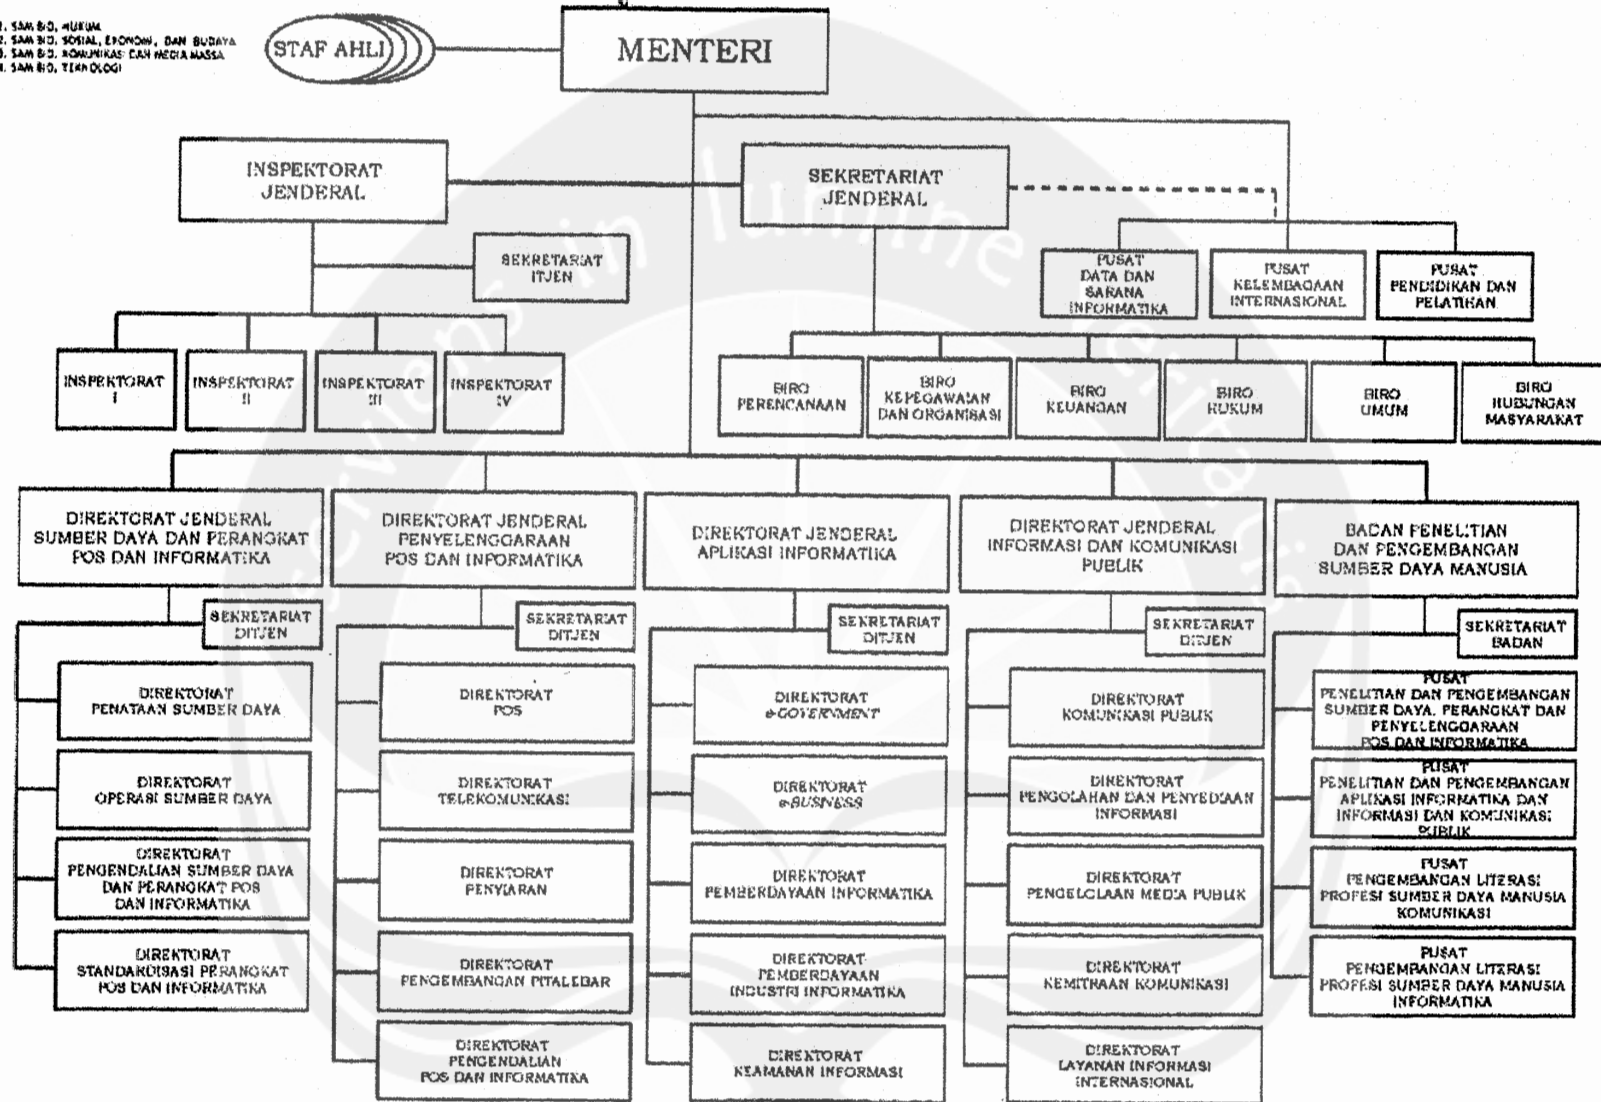 1. SAM BID. HUKUM
2. SAM BID. SOSIAL, EKONOMI, DAN BUDAYA
3. SAM BID. KOMUNIKASI DAN MEDIA MASSA
4. SAM BID. TEKNOLOGI
STAF AHLI
MENTERI
INSPEKTORAT
JENDERAL
SEKRETARIAT
JENDERAL
SEKRETARIAT
ITJEN
PUSAT
DATA DAN
SARANA
INFORMATIKA
PUSAT
KELEMBAGAAN
INTERNASIONAL
PUSAT
PENDIDIKAN DAN
PELATIHAN
INSPEKTORAT
I
INSPEKTORAT
II
INSPEKTORAT
III
INSPEKTORAT
IV
BIRO
PERENCANAAN
BIRO
KEPEGAWAIAN
DAN ORGANISASI
BIRO
KEUANGAN
BIRO
HUKUM
BIRO
UMUM
BIRO
HUBUNGAN
MASYARAKAT
DIREKTORAT JENDERAL
SUMBER DAYA DAN PERANGKAT
POS DAN INFORMATIKA
DIREKTORAT JENDERAL
PENYELENGGARAAN
POS DAN INFORMATIKA
DIREKTORAT JENDERAL
APLIKASI INFORMATIKA
DIREKTORAT JENDERAL
INFORMASI DAN KOMUNIKASI
PUBLIK
BADAN PENELITIAN
DAN PENGEMBANGAN
SUMBER DAYA MANUSIA
SEKRETARIAT
DITJEN
SEKRETARIAT
DITJEN
SEKRETARIAT
DITJEN
SEKRETARIAT
DITJEN
SEKRETARIAT
BADAN
DIREKTORAT
PENATAAN SUMBER DAYA
DIREKTORAT
OPERASI SUMBER DAYA
DIREKTORAT
PENGENDALIAN SUMBER DAYA
DAN PERANGKAT POS
DAN INFORMATIKA
DIREKTORAT
STANDARDISASI PERANGKAT
POS DAN INFORMATIKA
DIREKTORAT
POS
DIREKTORAT
TELEKOMUNIKASI
DIREKTORAT
PENYIARAN
DIREKTORAT
PENGEMBANGAN PITALEBAR
DIREKTORAT
PENGENDALIAN
POS DAN INFORMATIKA
DIREKTORAT
e-GOVERNMENT
DIREKTORAT
e-BUSINESS
DIREKTORAT
PEMBERDAYAAN INFORMATIKA
DIREKTORAT
PEMBERDAYAAN
INDUSTRI INFORMATIKA
DIREKTORAT
KEAMANAN INFORMASI
DIREKTORAT
KOMUNIKASI PUBLIK
DIREKTORAT
PENGOLAHAN DAN PENYEDIAAN
INFORMASI
DIREKTORAT
PENGELOLAAN MEDIA PUBLIK
DIREKTORAT
KEMITRAAN KOMUNIKASI
DIREKTORAT
LAYANAN INFORMASI
INTERNASIONAL
PUSAT
PENELITIAN DAN PENGEMBANGAN
SUMBER DAYA, PERANGKAT DAN
PENYELENGGARAAN
POS DAN INFORMATIKA
PUSAT
PENELITIAN DAN PENGEMBANGAN
APLIKASI INFORMATIKA DAN
INFORMASI DAN KOMUNIKASI
PUBLIK
PUSAT
PENGEMBANGAN LITERASI
PROFESI SUMBER DAYA MANUSIA
KOMUNIKASI
PUSAT
PENGEMBANGAN LITERASI
PROFESI SUMBER DAYA MANUSIA
INFORMATIKA
serviens in lumine veritatis